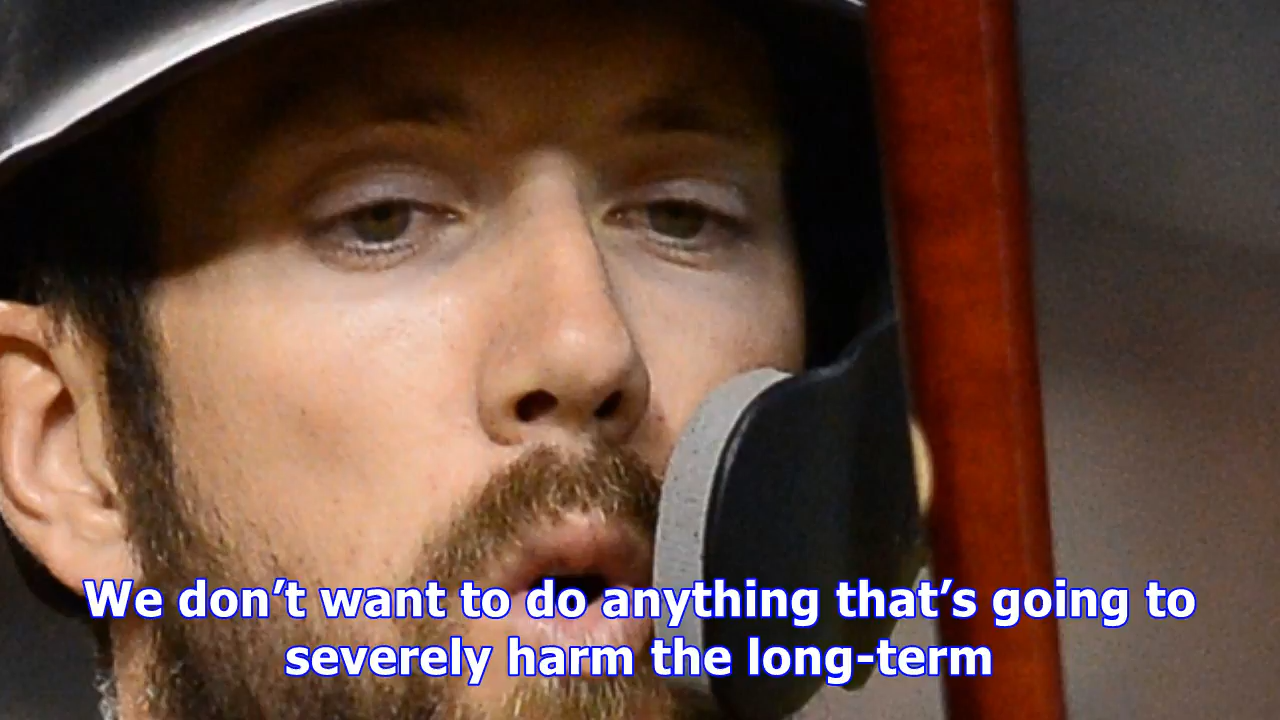 We don’t want to do anything that’s going to
severely harm the long-term